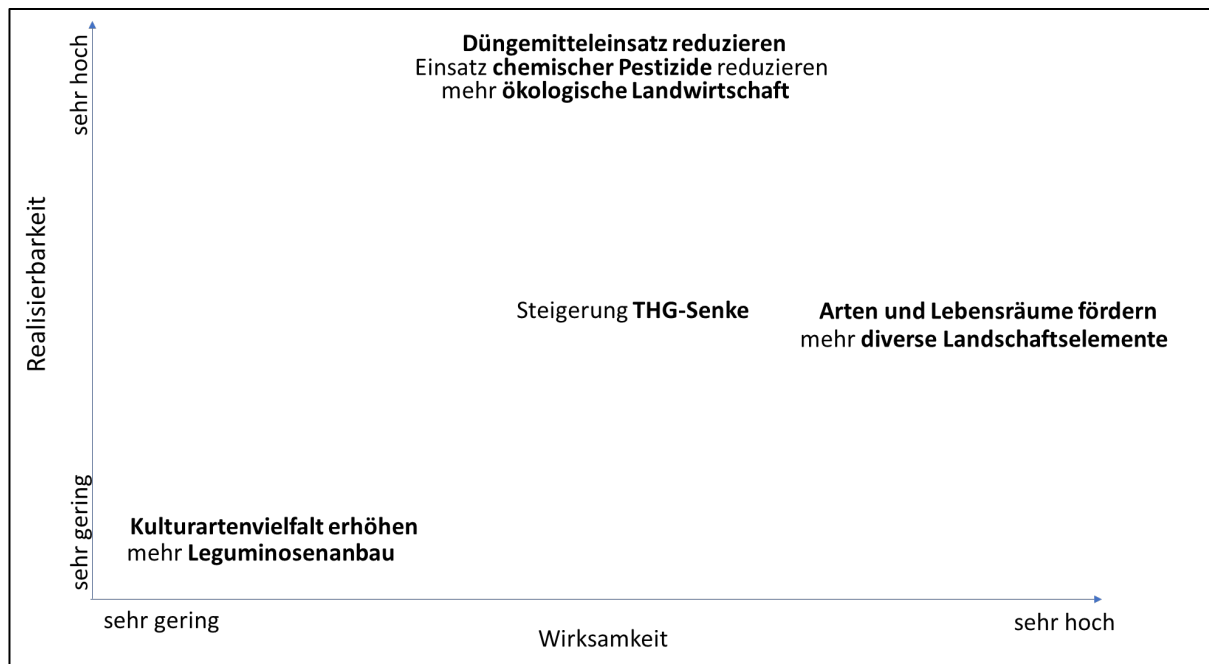 sehr hoch
Düngemitteleinsatz reduzieren
Einsatz chemischer Pestizide reduzieren
mehr ökologische Landwirtschaft
Realisierbarkeit
Steigerung THG-Senke
Arten und Lebensräume fördern
mehr diverse Landschaftselemente
sehr gering
Kulturartenvielfalt erhöhen
mehr Leguminosenanbau
sehr gering
Wirksamkeit
sehr hoch